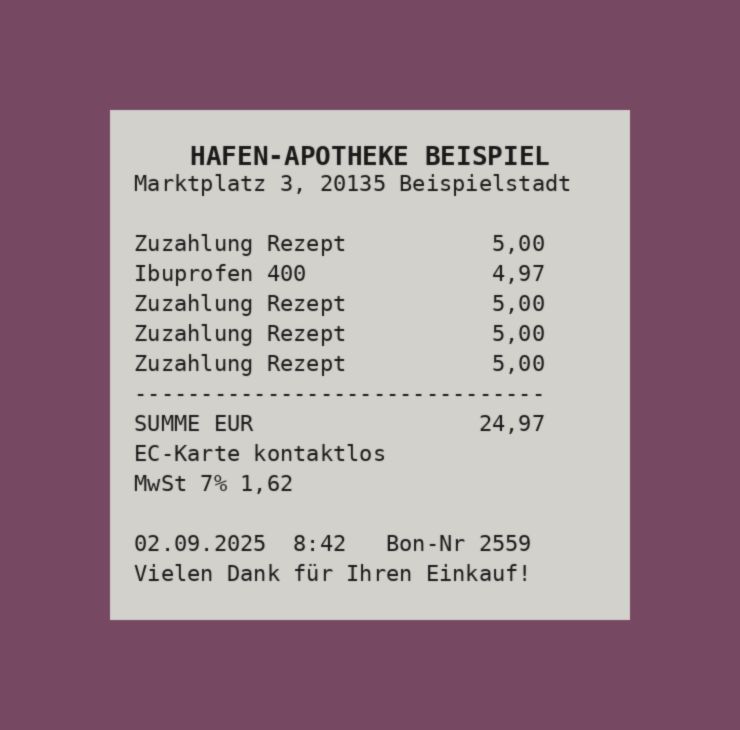 HAFEN-APOTHEKE BEISPIEL
Marktplatz 3, 20135 Beispielstadt
Zuzahlung Rezept 5,00
Ibuprofen 400 4,97
Zuzahlung Rezept 5,00
Zuzahlung Rezept 5,00
Zuzahlung Rezept 5,00
-------------------------------
SUMME EUR 24,97
EC-Karte kontaktlos
MwSt 7% 1,62
02.09.2025 8:42 Bon-Nr 2559
Vielen Dank für Ihren Einkauf!